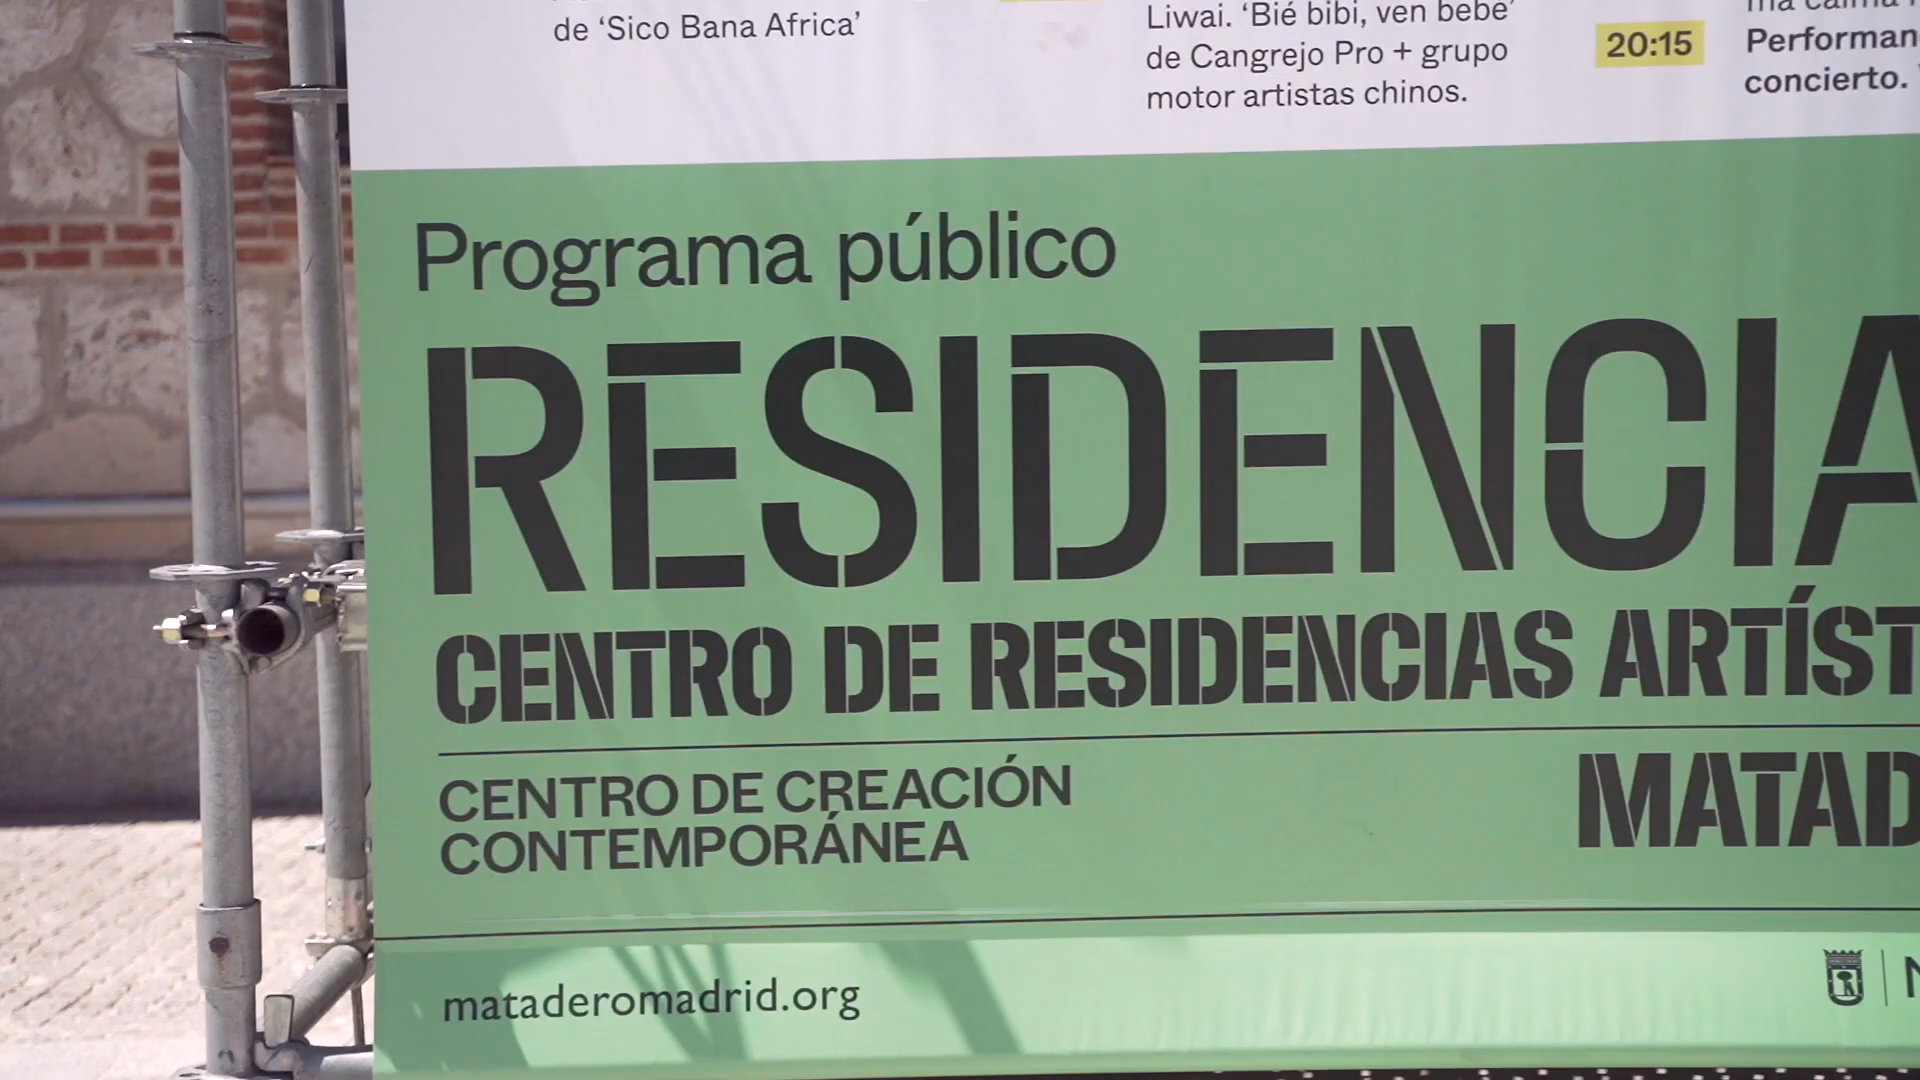 de ‘Sico Bana Africa’
Liwai. ‘Bié bibi, ven bebé’
de Cangrejo Pro + grupo
motor artistas chinos.
20:15
Performan
concierto.
Programa público
RESIDENCIA
CENTRO DE RESIDENCIAS ARTÍST
CENTRO DE CREACIÓN
CONTEMPORÁNEA
MATAD
mataderomadrid.org